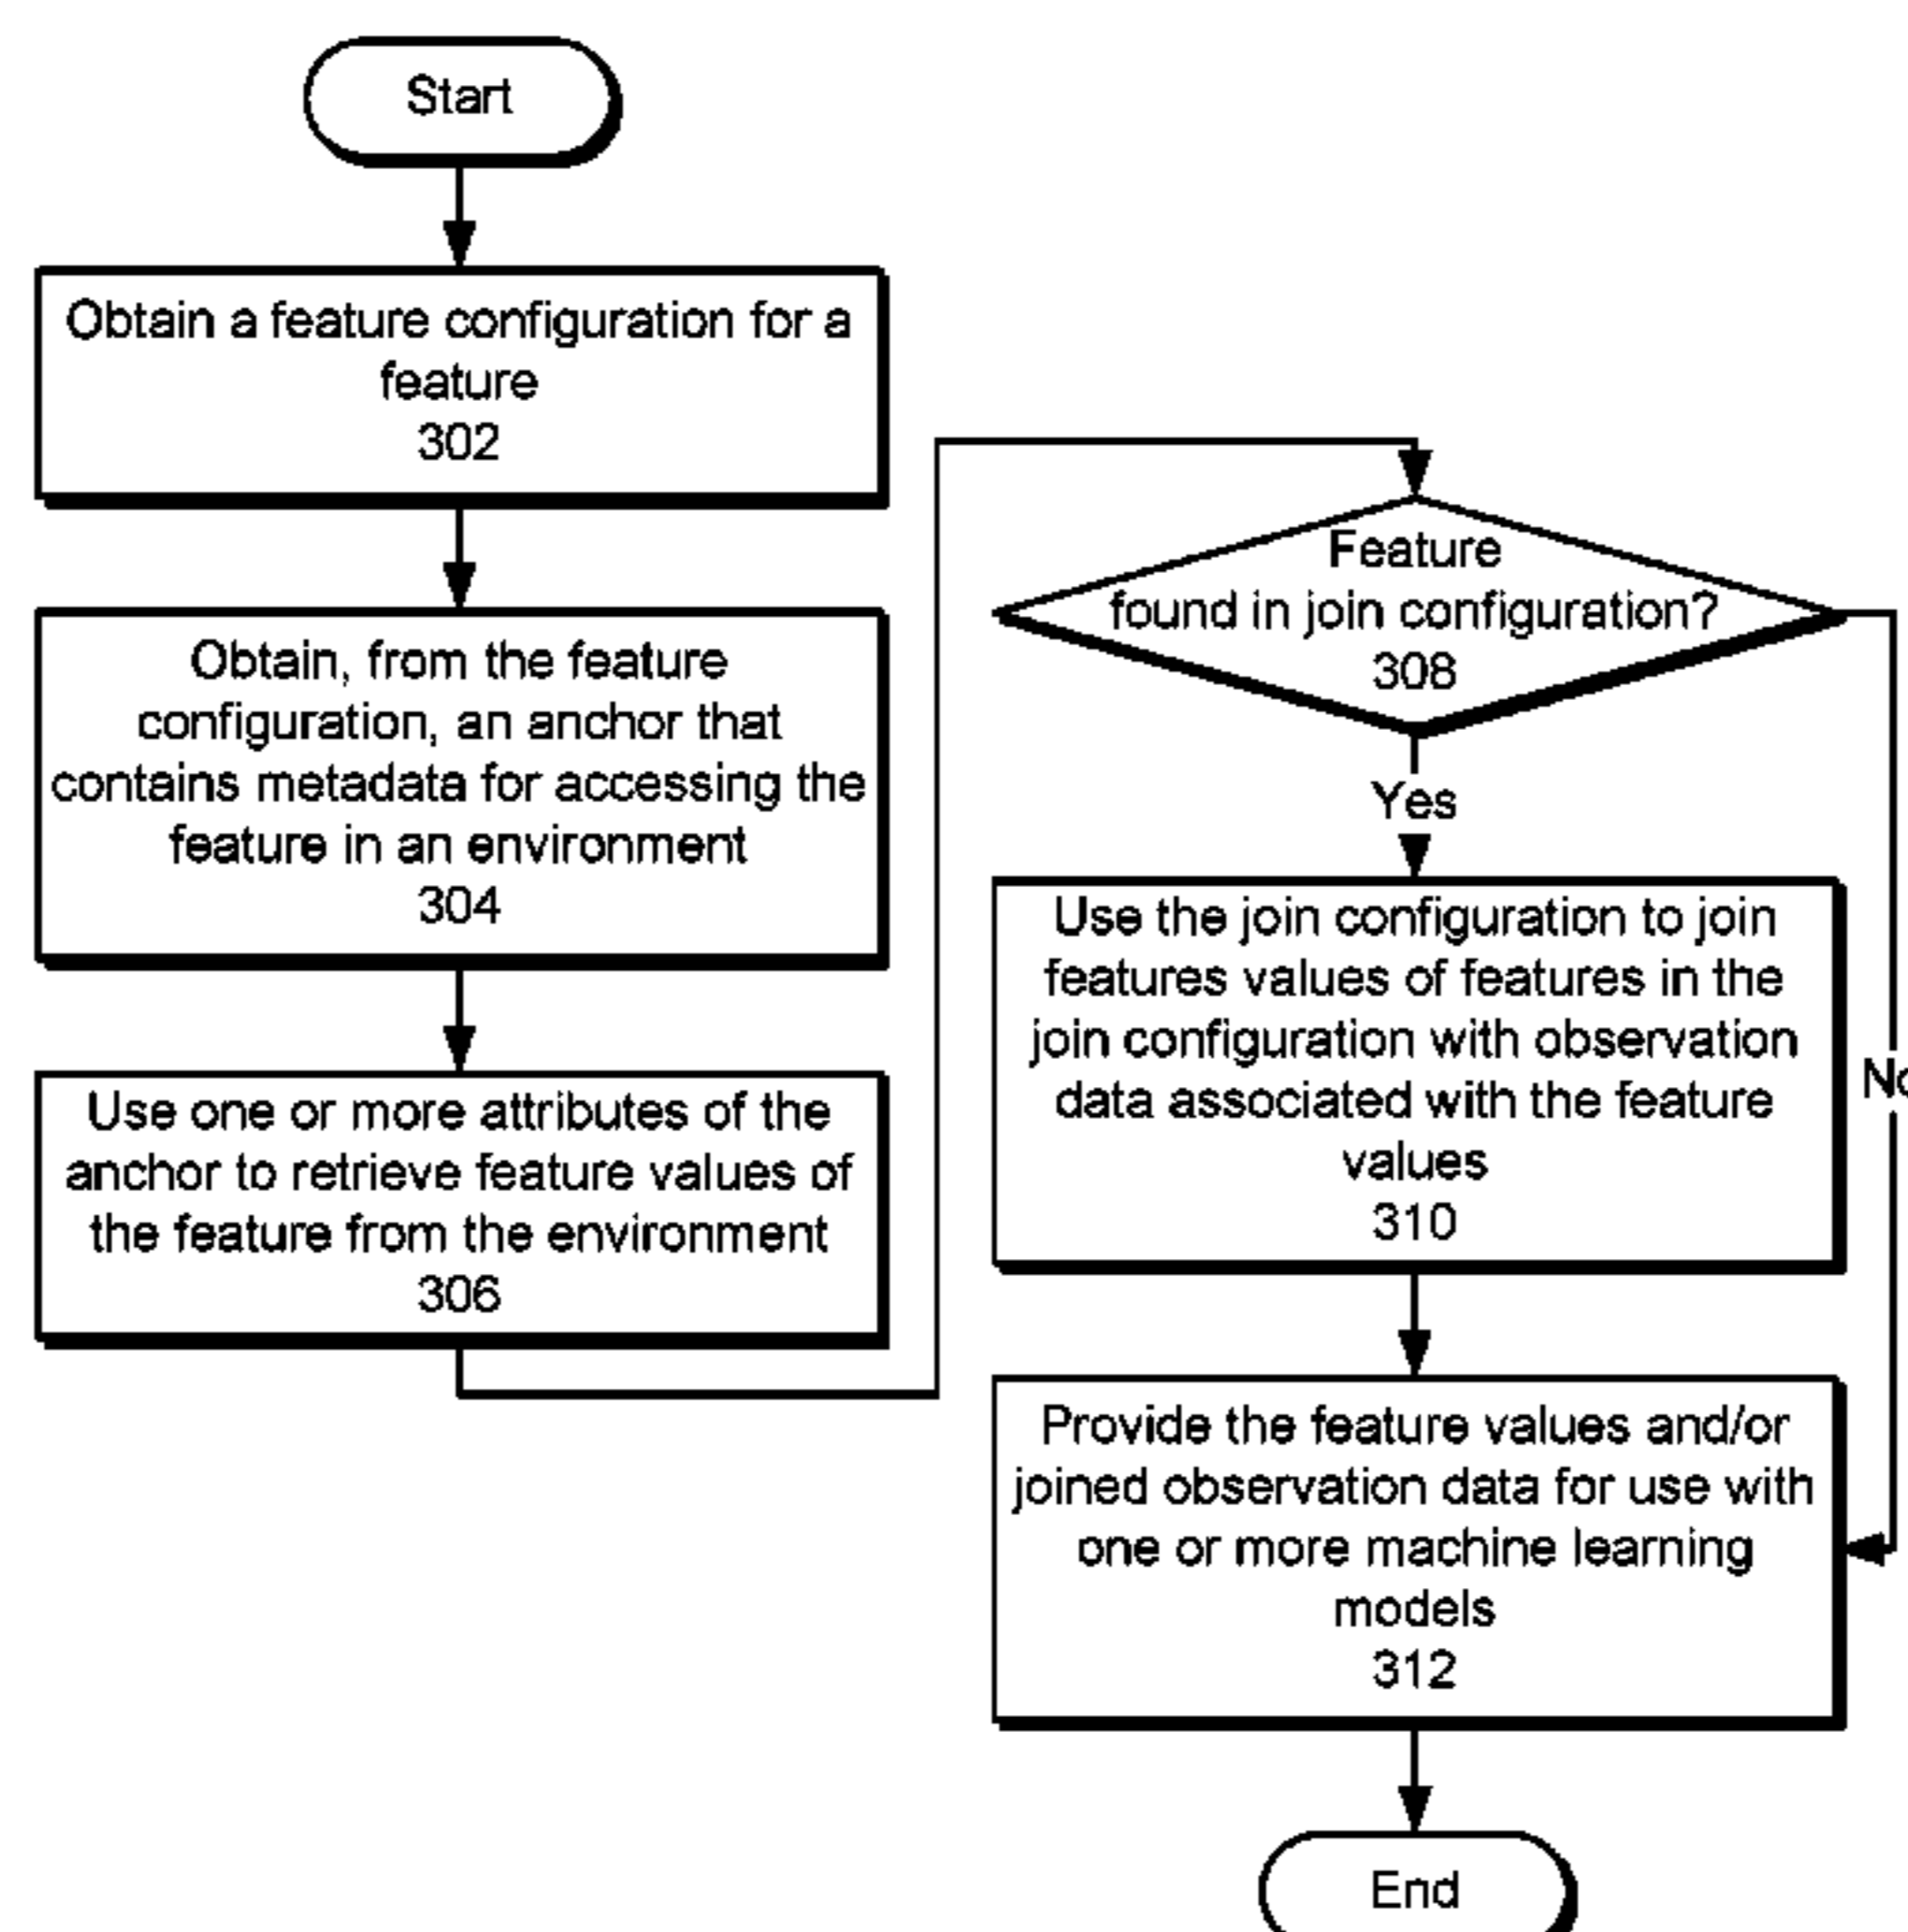 Start
Obtain a feature configuration for a
feature
302
Obtain, from the feature
configuration, an anchor that
contains metadata for accessing the
feature in an environment
304
Use one or more attributes of the
anchor to retrieve feature values of
the feature from the environment
306
Feature
found in join configuration?
308
Yes
No
Use the join configuration to join
features values of features in the
join configuration with observation
data associated with the feature
values
310
Provide the feature values and/or
joined observation data for use with
one or more machine learning
models
312
End